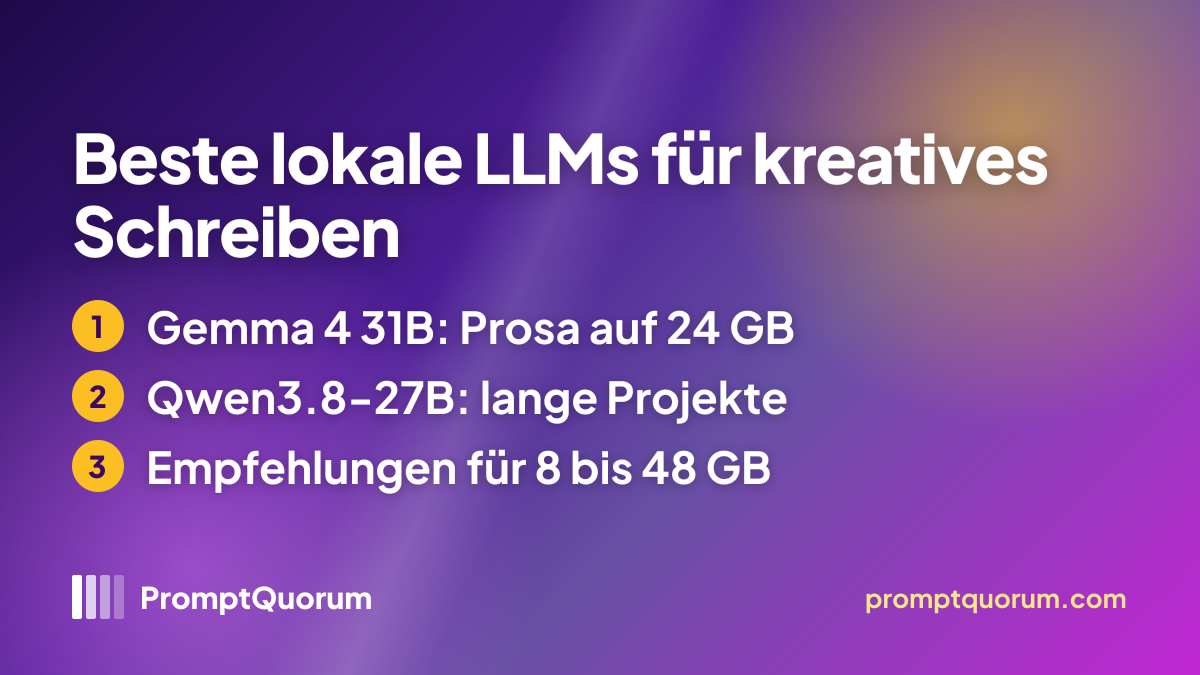 Beste lokale LLMs für kreatives
Schreiben
1 Gemma 4 31B: Prosa auf 24 GB
2 Qwen3.8-27B: lange Projekte
3 Empfehlungen für 8 bis 48 GB
PromptQuorum
promptquorum.com